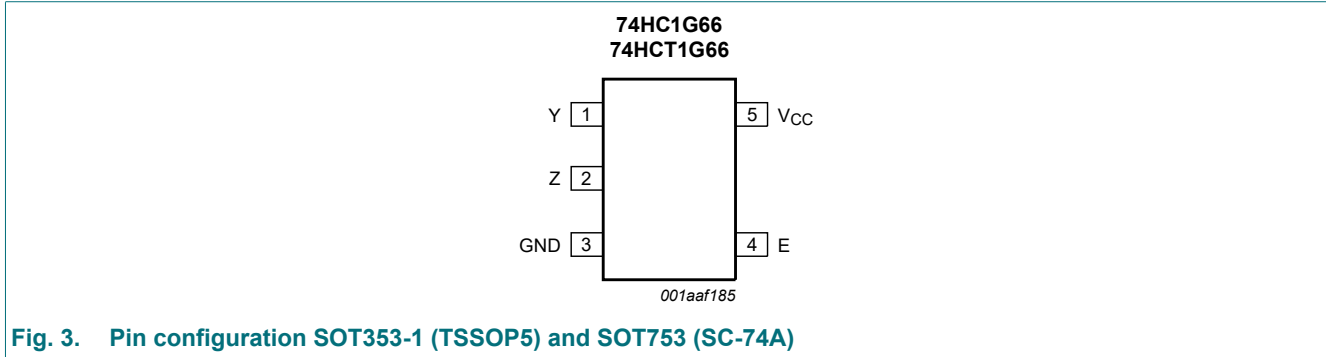 74HC1G66
74HCT1G66
Y 1 5 VCC
Z 2
GND 3 4 E
001aaf185
Fig. 3. Pin configuration SOT353-1 (TSSOP5) and SOT753 (SC-74A)